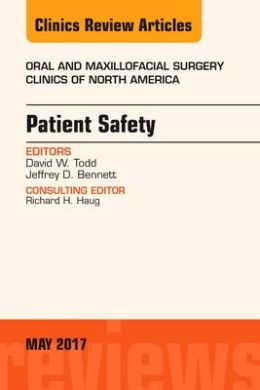 Clinics Review Articles
ORAL AND MAXILLOFACIAL SURGERY
CLINICS OF NORTH AMERICA
Patient Safety
EDITORS
David W. Todd
Jeffrey D. Bennett
CONSULTING EDITOR
Richard H. Haug
MAY 2017
reviews